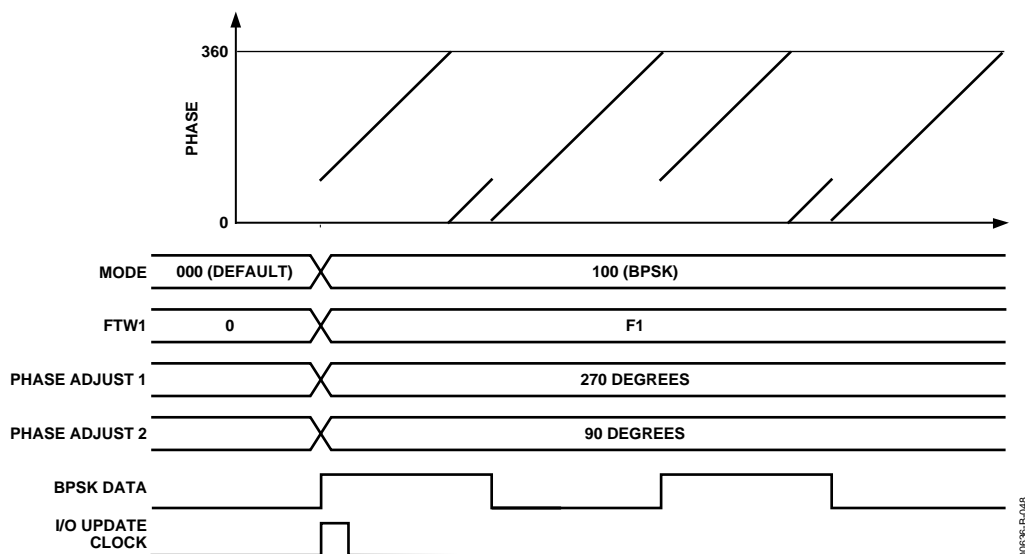 360
PHASE
0
MODE
000 (DEFAULT)
100 (BPSK)
FTW1
0
F1
PHASE ADJUST 1
270 DEGREES
PHASE ADJUST 2
90 DEGREES
BPSK DATA
I/O UPDATE
CLOCK